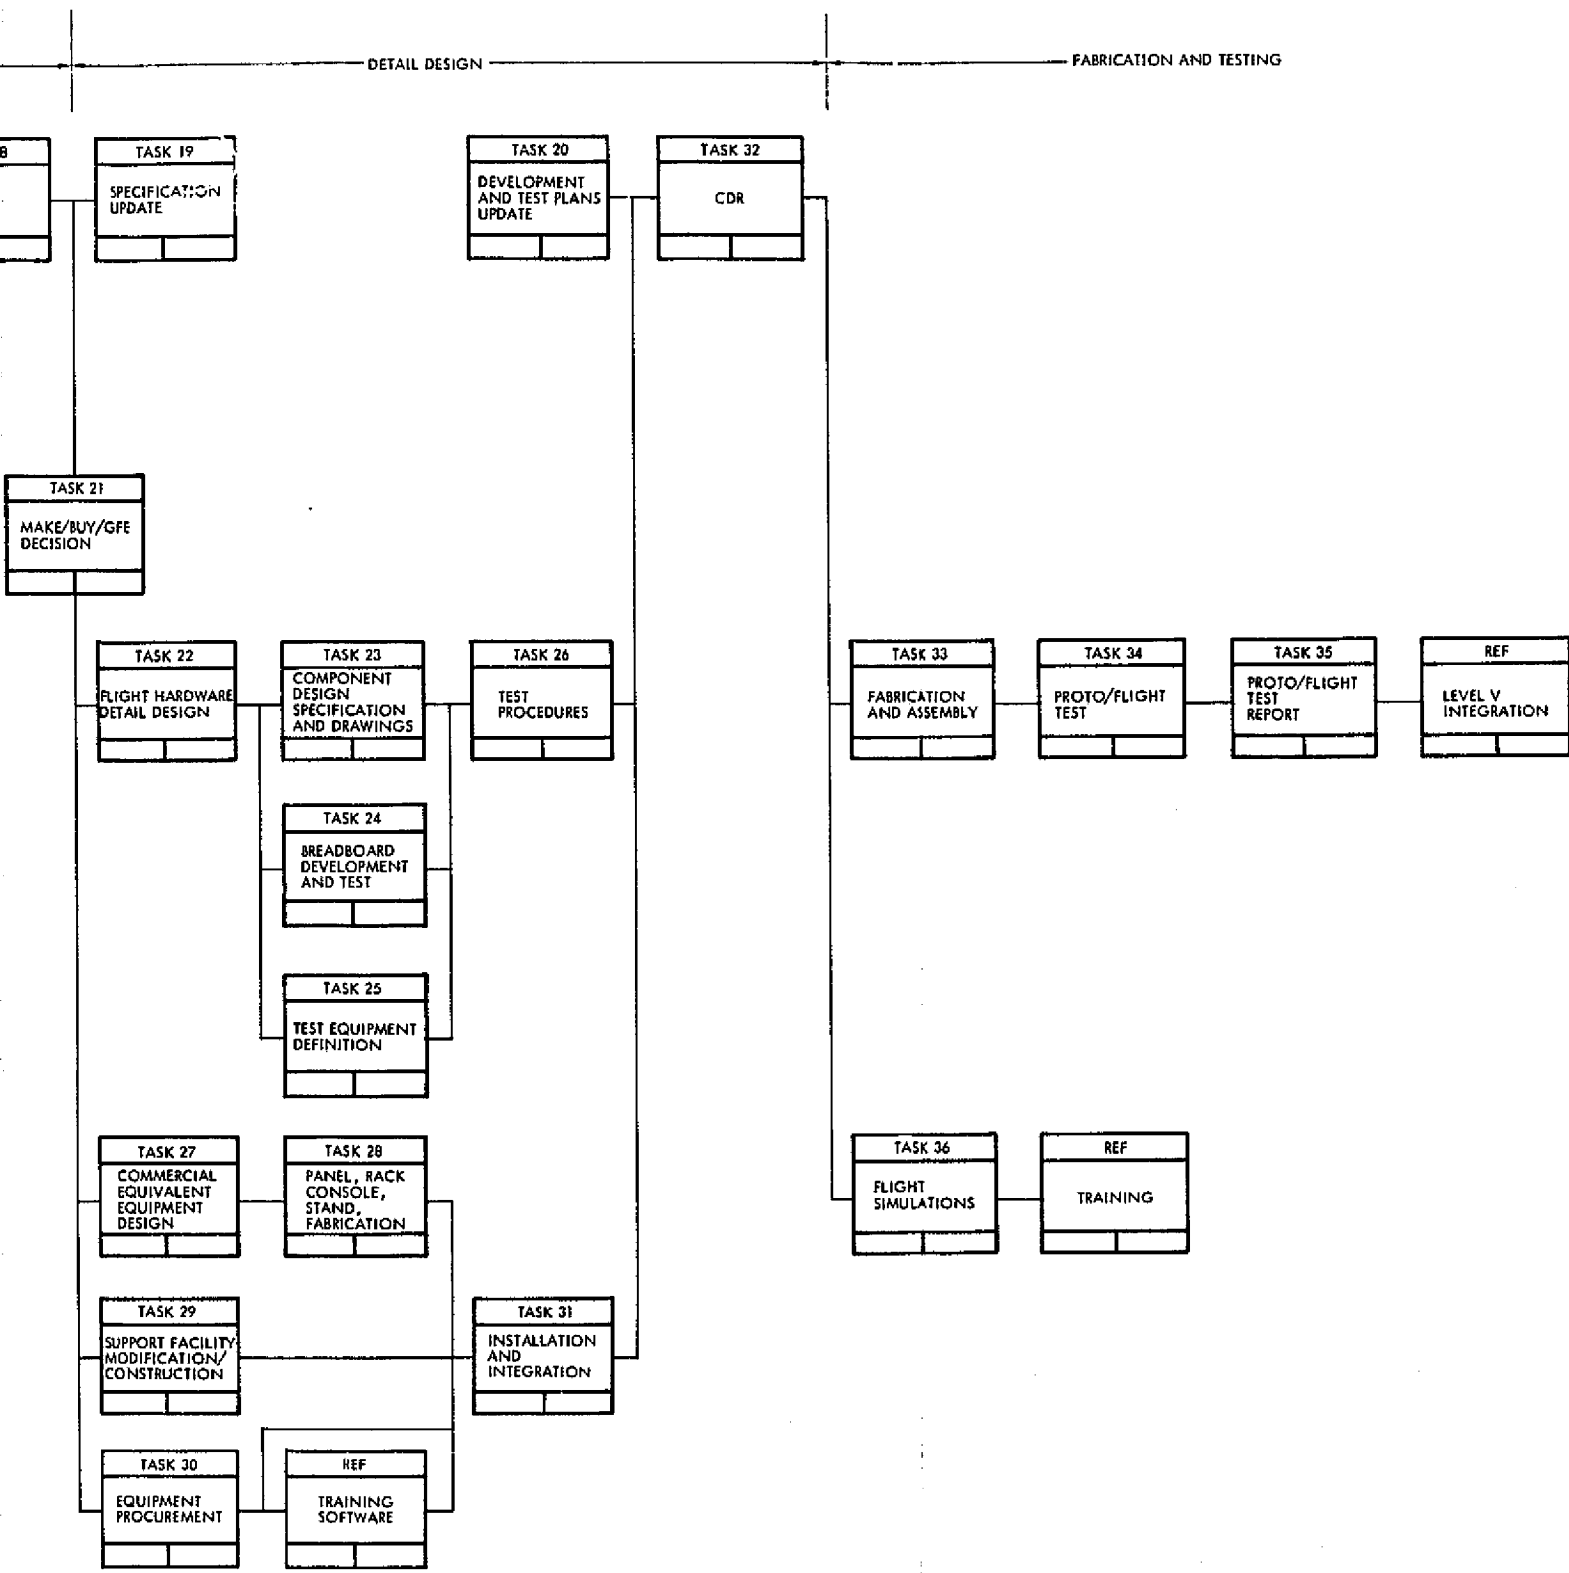 DETAIL DESIGN
FABRICATION AND TESTING
8
TASK 19
SPECIFICATION
UPDATE
TASK 20
DEVELOPMENT
AND TEST PLANS
UPDATE
TASK 32
CDR
TASK 21
MAKE/BUY/GFE
DECISION
TASK 22
FLIGHT HARDWARE
DETAIL DESIGN
TASK 23
COMPONENT
DESIGN
SPECIFICATION
AND DRAWINGS
TASK 26
TEST
PROCEDURES
TASK 33
FABRICATION
AND ASSEMBLY
TASK 34
PROTO/FLIGHT
TEST
TASK 35
PROTO/FLIGHT
TEST
REPORT
REF
LEVEL V
INTEGRATION
TASK 24
BREADBOARD
DEVELOPMENT
AND TEST
TASK 25
TEST EQUIPMENT
DEFINITION
TASK 27
COMMERCIAL
EQUIVALENT
EQUIPMENT
DESIGN
TASK 28
PANEL, RACK
CONSOLE,
STAND,
FABRICATION
TASK 36
FLIGHT
SIMULATIONS
REF
TRAINING
TASK 29
SUPPORT FACILITY
MODIFICATION/
CONSTRUCTION
TASK 31
INSTALLATION
AND
INTEGRATION
TASK 30
EQUIPMENT
PROCUREMENT
REF
TRAINING
SOFTWARE